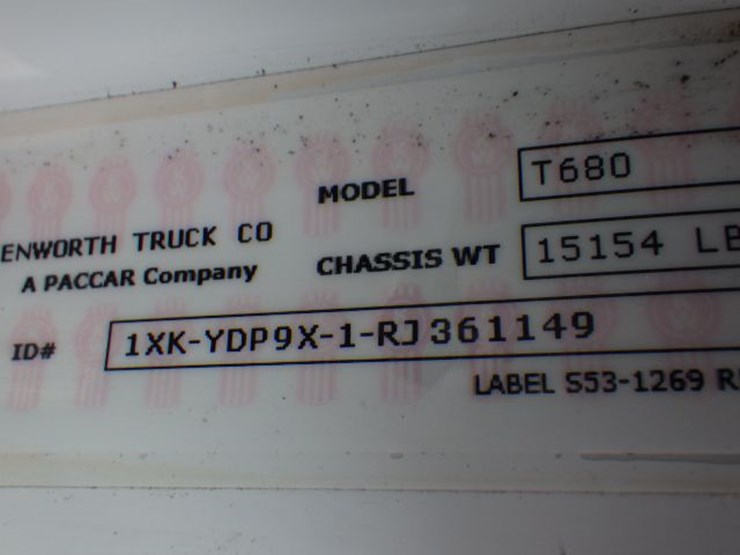 MODEL T680
ENWORTH TRUCK CO
A PACCAR Company
CHASSIS WT 15154 LB
ID# 1XK-YDP9X-1-RJ361149
LABEL S53-1269 R